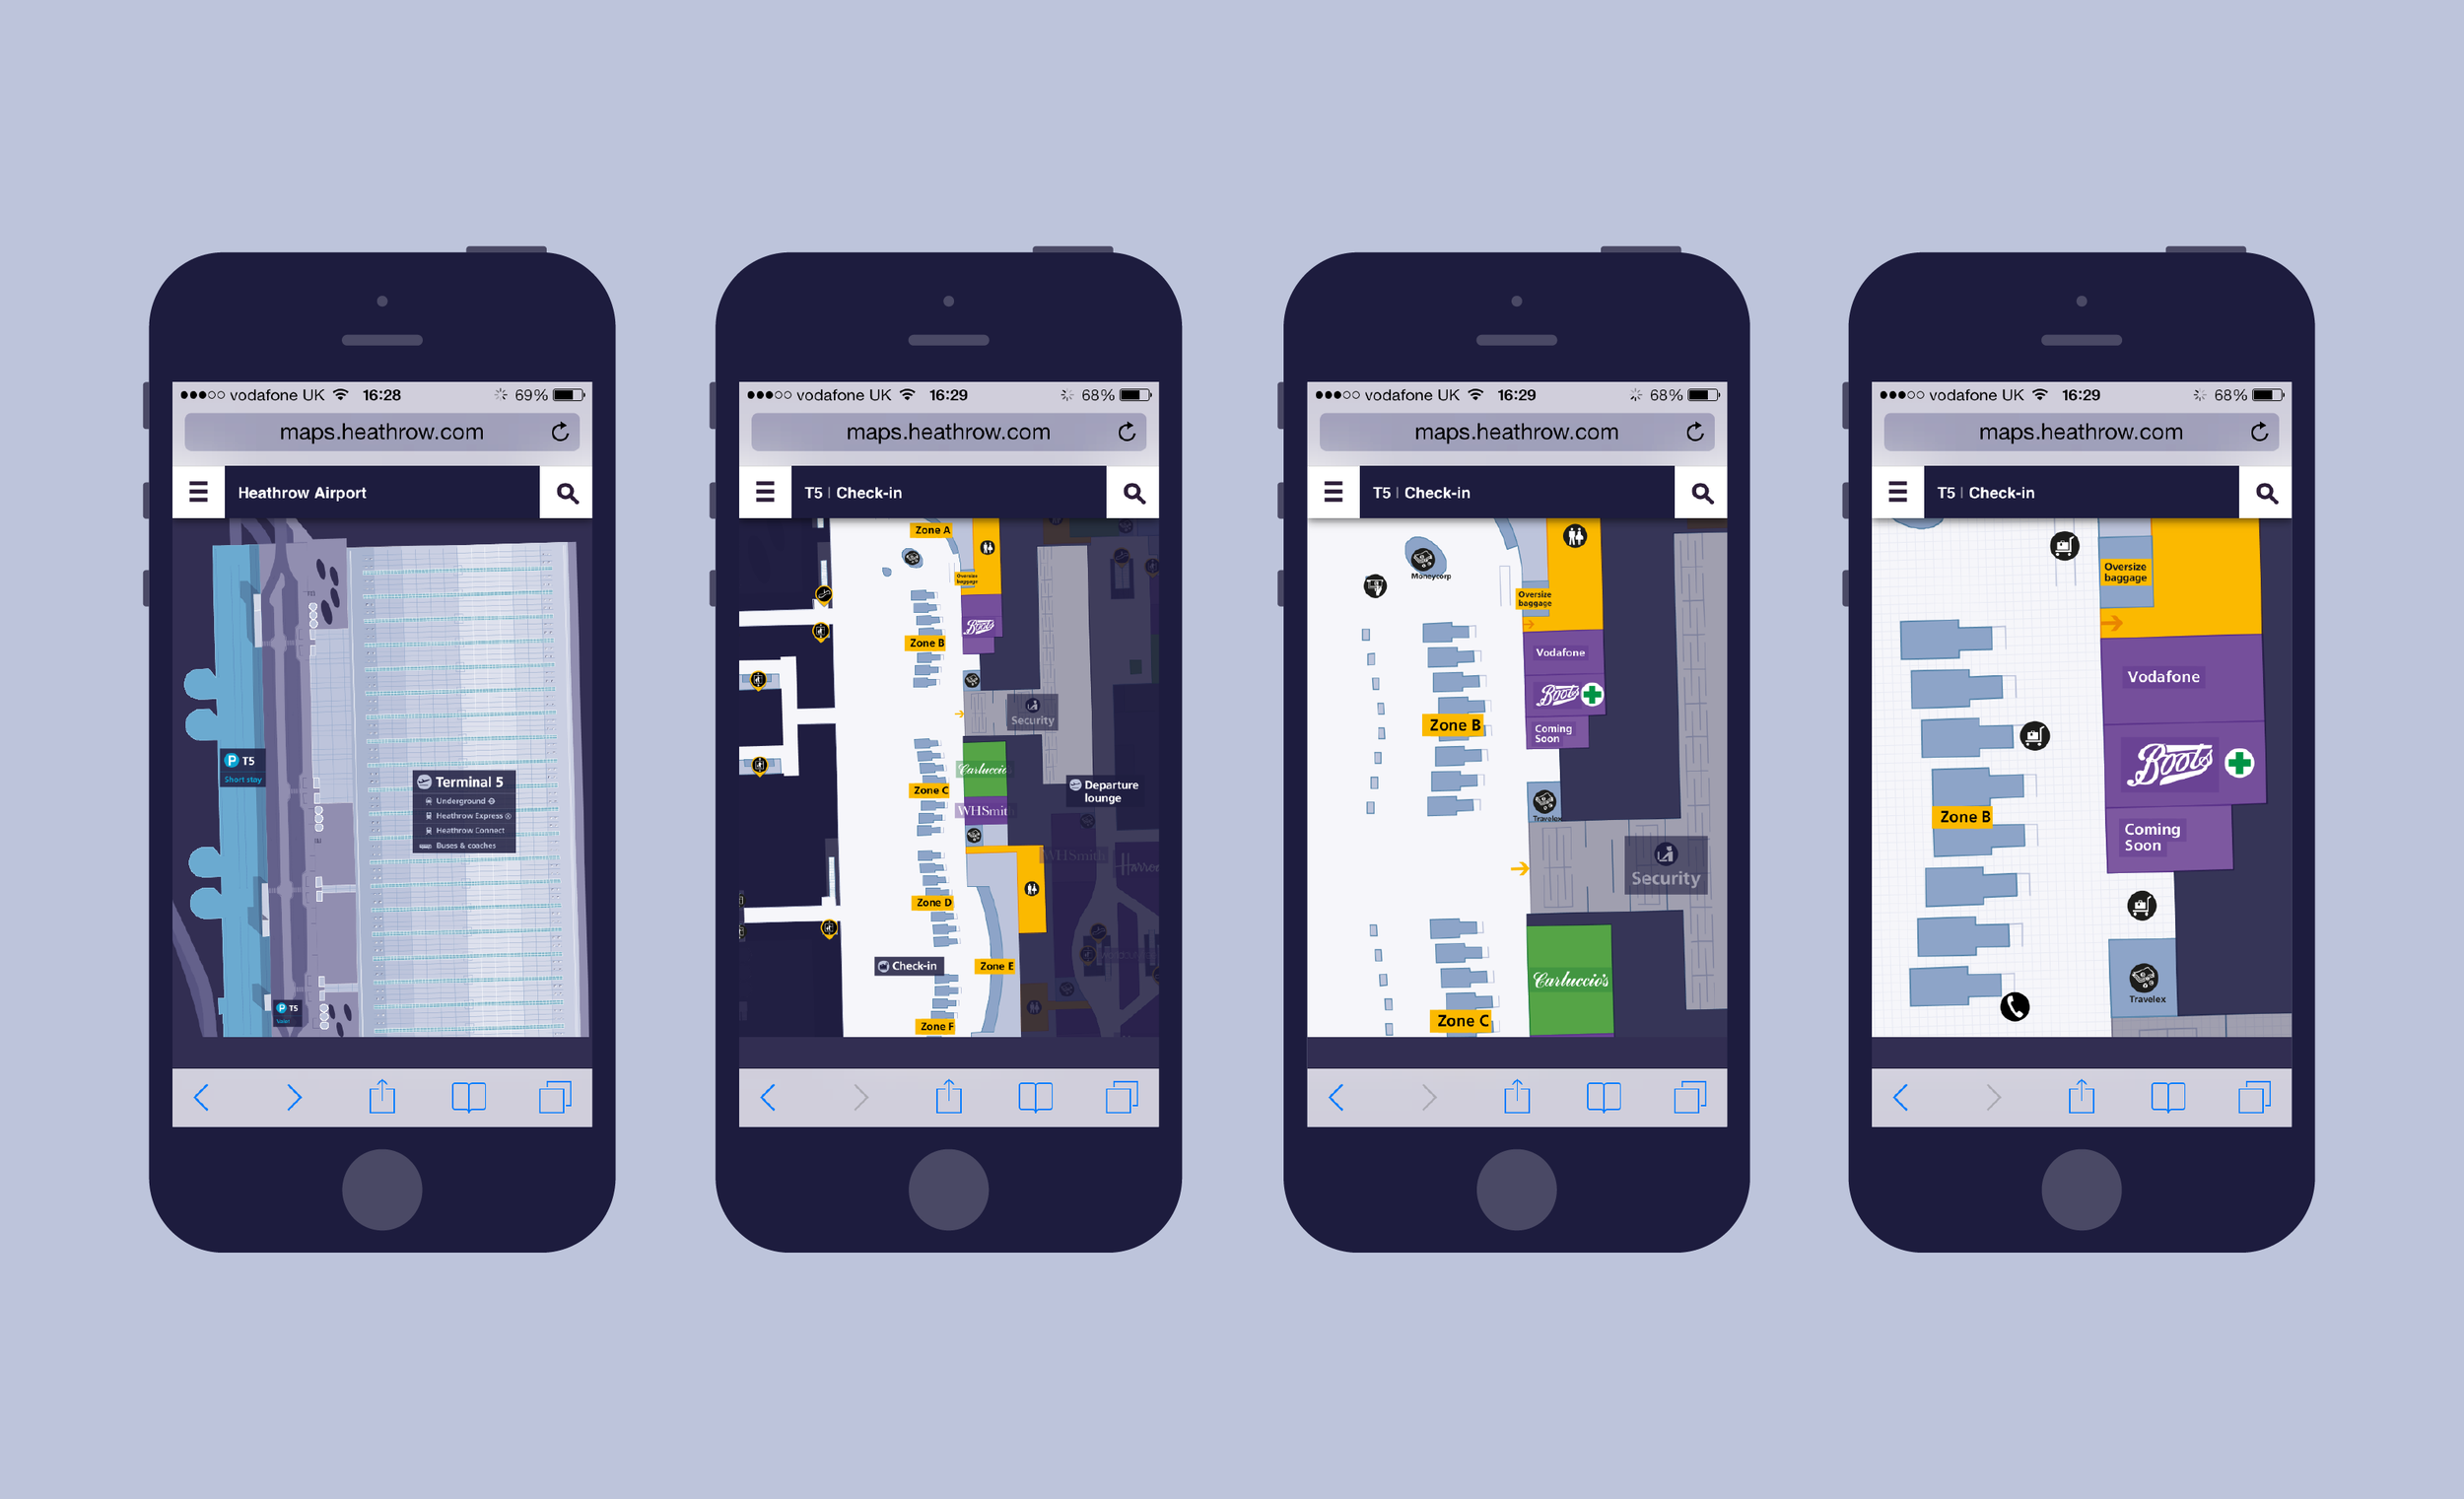 vodafone UK 16:28 69%
maps.heathrow.com
Heathrow Airport
P T5
Short stay
Terminal 5
Underground
Heathrow Express
Heathrow Connect
Buses & coaches
P T5
vodafone UK 16:29 68%
maps.heathrow.com
T5 | Check-in
Zone A
Oversize
baggage
Boots
Zone B
Security
Carluccio's
Zone C
WHSmith
Departure
lounge
WHSmith
Harrods
Zone D
Check-in
Zone E
Zone F
vodafone UK 16:29 68%
maps.heathrow.com
T5 | Check-in
Moneycorp
Oversize
baggage
Vodafone
Boots
Zone B
Coming
Soon
Travelex
Security
Carluccio's
Zone C
vodafone UK 16:29 68%
maps.heathrow.com
T5 | Check-in
Oversize
baggage
Vodafone
Boots
Zone B
Coming
Soon
Travelex